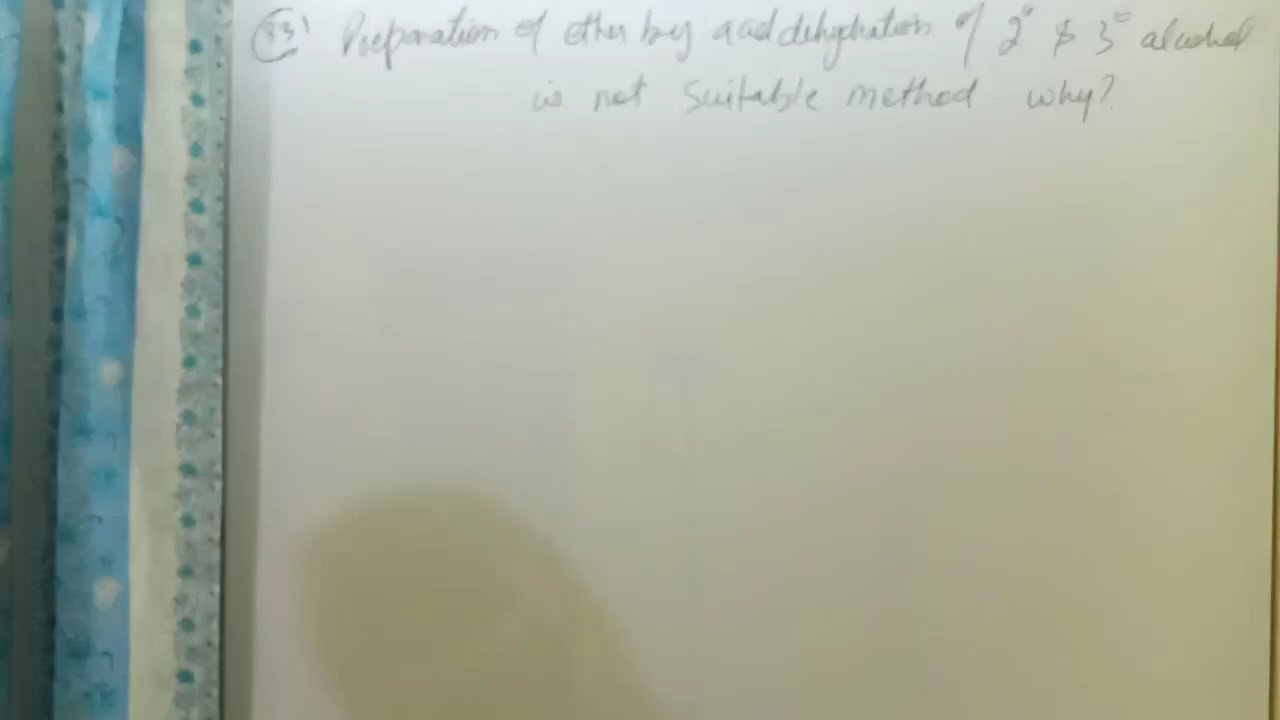 33) Preparation of ether by acid dehydration of 2° & 3° alcohol
is not suitable method why?